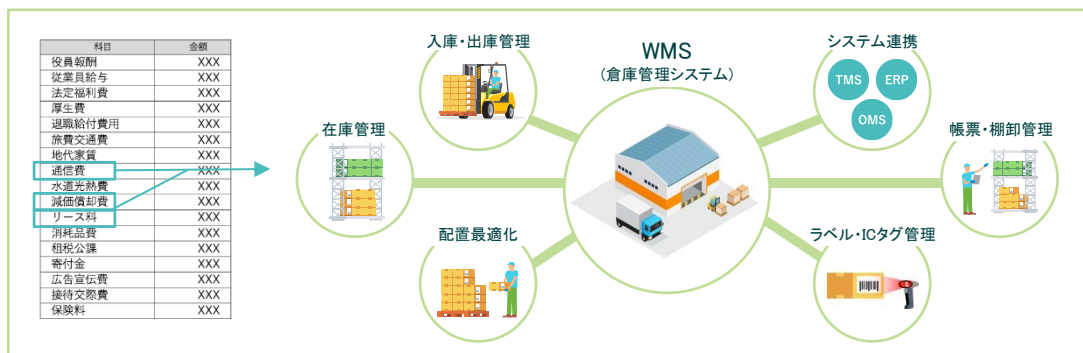 科目 金額
役員報酬 XXX
従業員給与 XXX
法定福利費 XXX
厚生費 XXX
退職給付費用 XXX
旅費交通費 XXX
地代家賃 XXX
通信費 XXX
水道光熱費 XXX
減価償却費 XXX
リース料 XXX
消耗品費 XXX
租税公課 XXX
寄付金 XXX
広告宣伝費 XXX
接待交際費 XXX
保険料 XXX
入庫・出庫管理
在庫管理
配置最適化
WMS
(倉庫管理システム)
システム連携
TMS
ERP
OMS
帳票・棚卸管理
ラベル・ICタグ管理